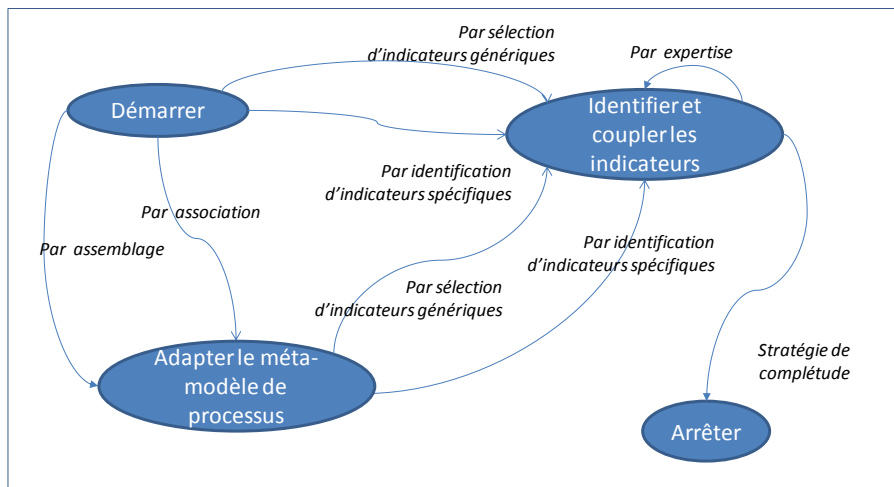 Par sélection
d'indicateurs génériques
Par expertise
Démarrer
Identifier et
coupler les
indicateurs
Par identification
d'indicateurs spécifiques
Par association
Par assemblage
Par identification
d'indicateurs spécifiques
Par sélection
d'indicateurs génériques
Adapter le méta-
modèle de
processus
Stratégie de
complétude
Arrêter